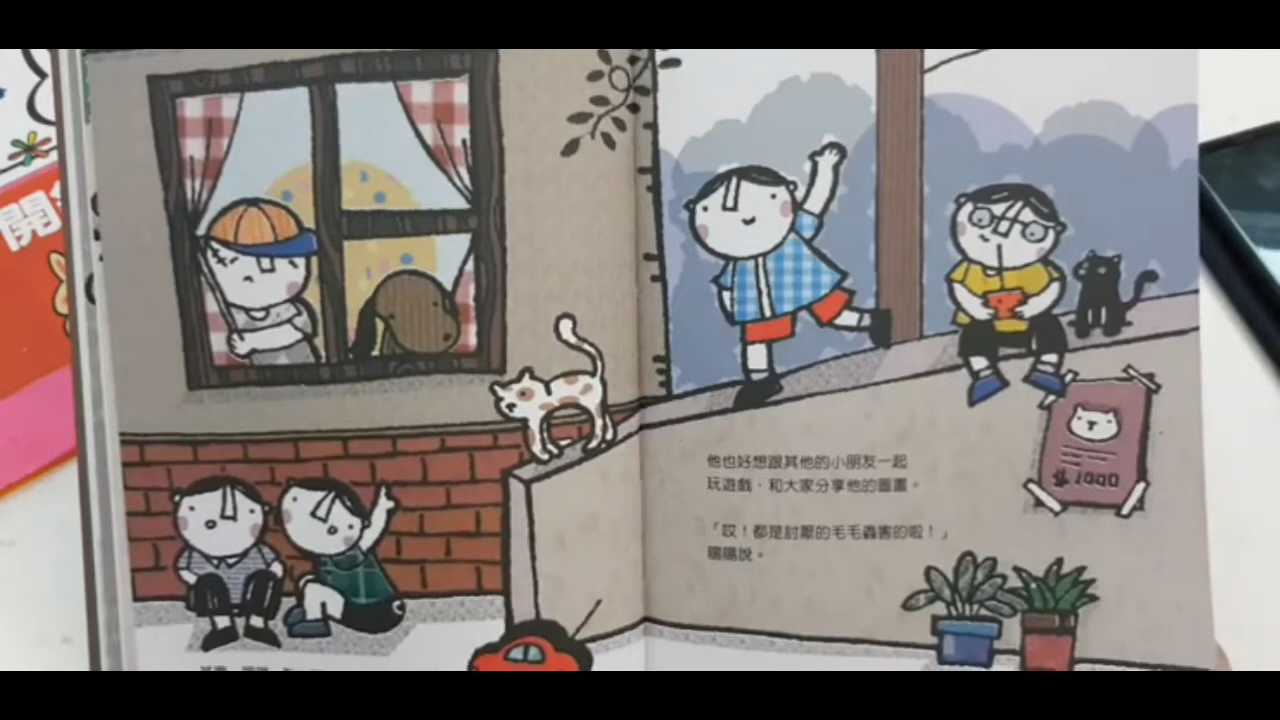 開
他也好想跟其他的小朋友一起
玩遊戲，和大家分享他的圖畫。
「哎！都是討厭的毛毛蟲害的啦！」
陽陽說。
$ 1000